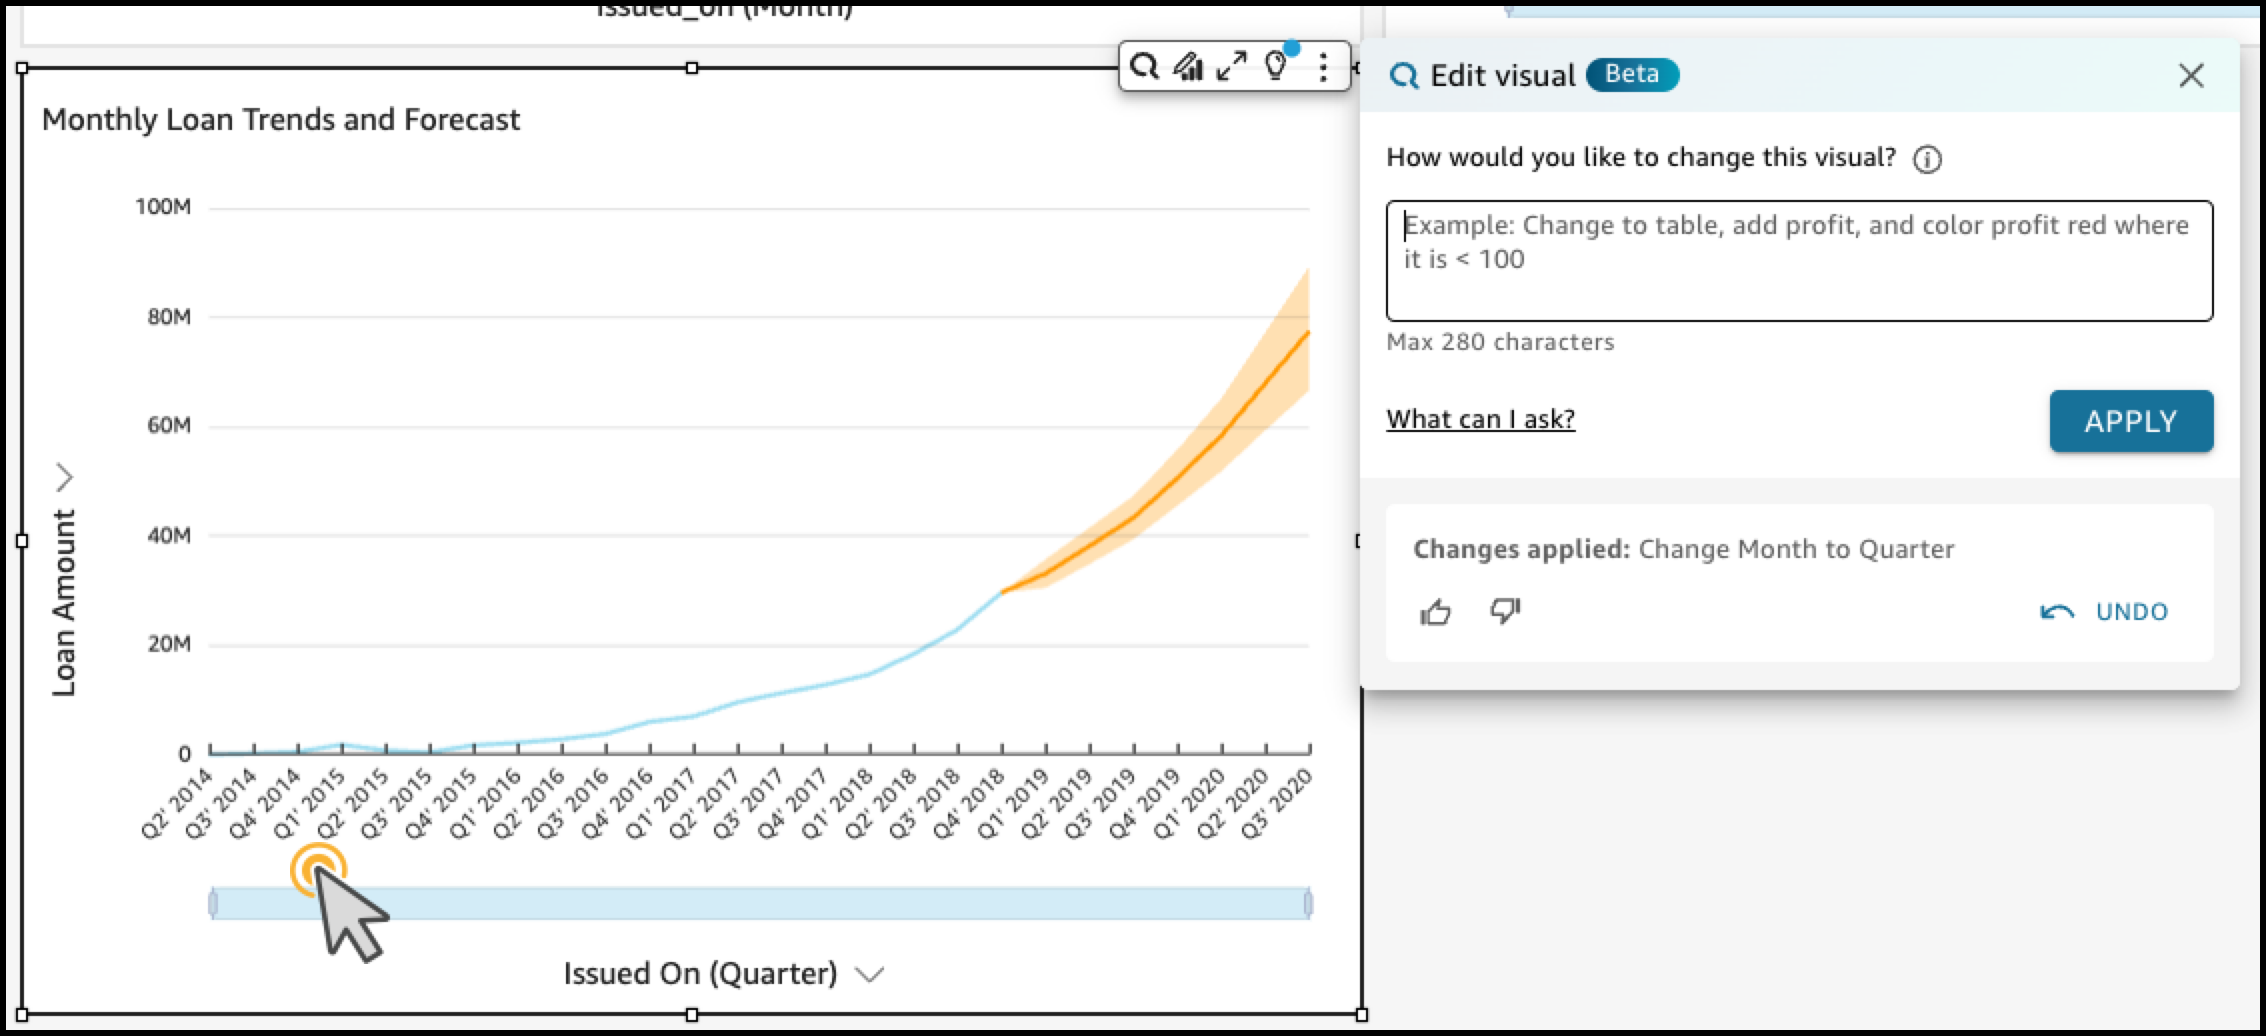 Issued_on (Month)
Monthly Loan Trends and Forecast
100M
80M
60M
40M
20M
0
Loan Amount
Q2' 2014
Q3' 2014
Q4' 2014
Q1' 2015
Q2' 2015
Q3' 2015
Q4' 2015
Q1' 2016
Q2' 2016
Q3' 2016
Q4' 2016
Q1' 2017
Q2' 2017
Q3' 2017
Q4' 2017
Q1' 2018
Q2' 2018
Q3' 2018
Q4' 2018
Q1' 2019
Q2' 2019
Q3' 2019
Q4' 2019
Q1' 2020
Q2' 2020
Q3' 2020
Issued On (Quarter)
Edit visual Beta
How would you like to change this visual?
Example: Change to table, add profit, and color profit red where
it is < 100
Max 280 characters
What can I ask?
APPLY
Changes applied: Change Month to Quarter
UNDO